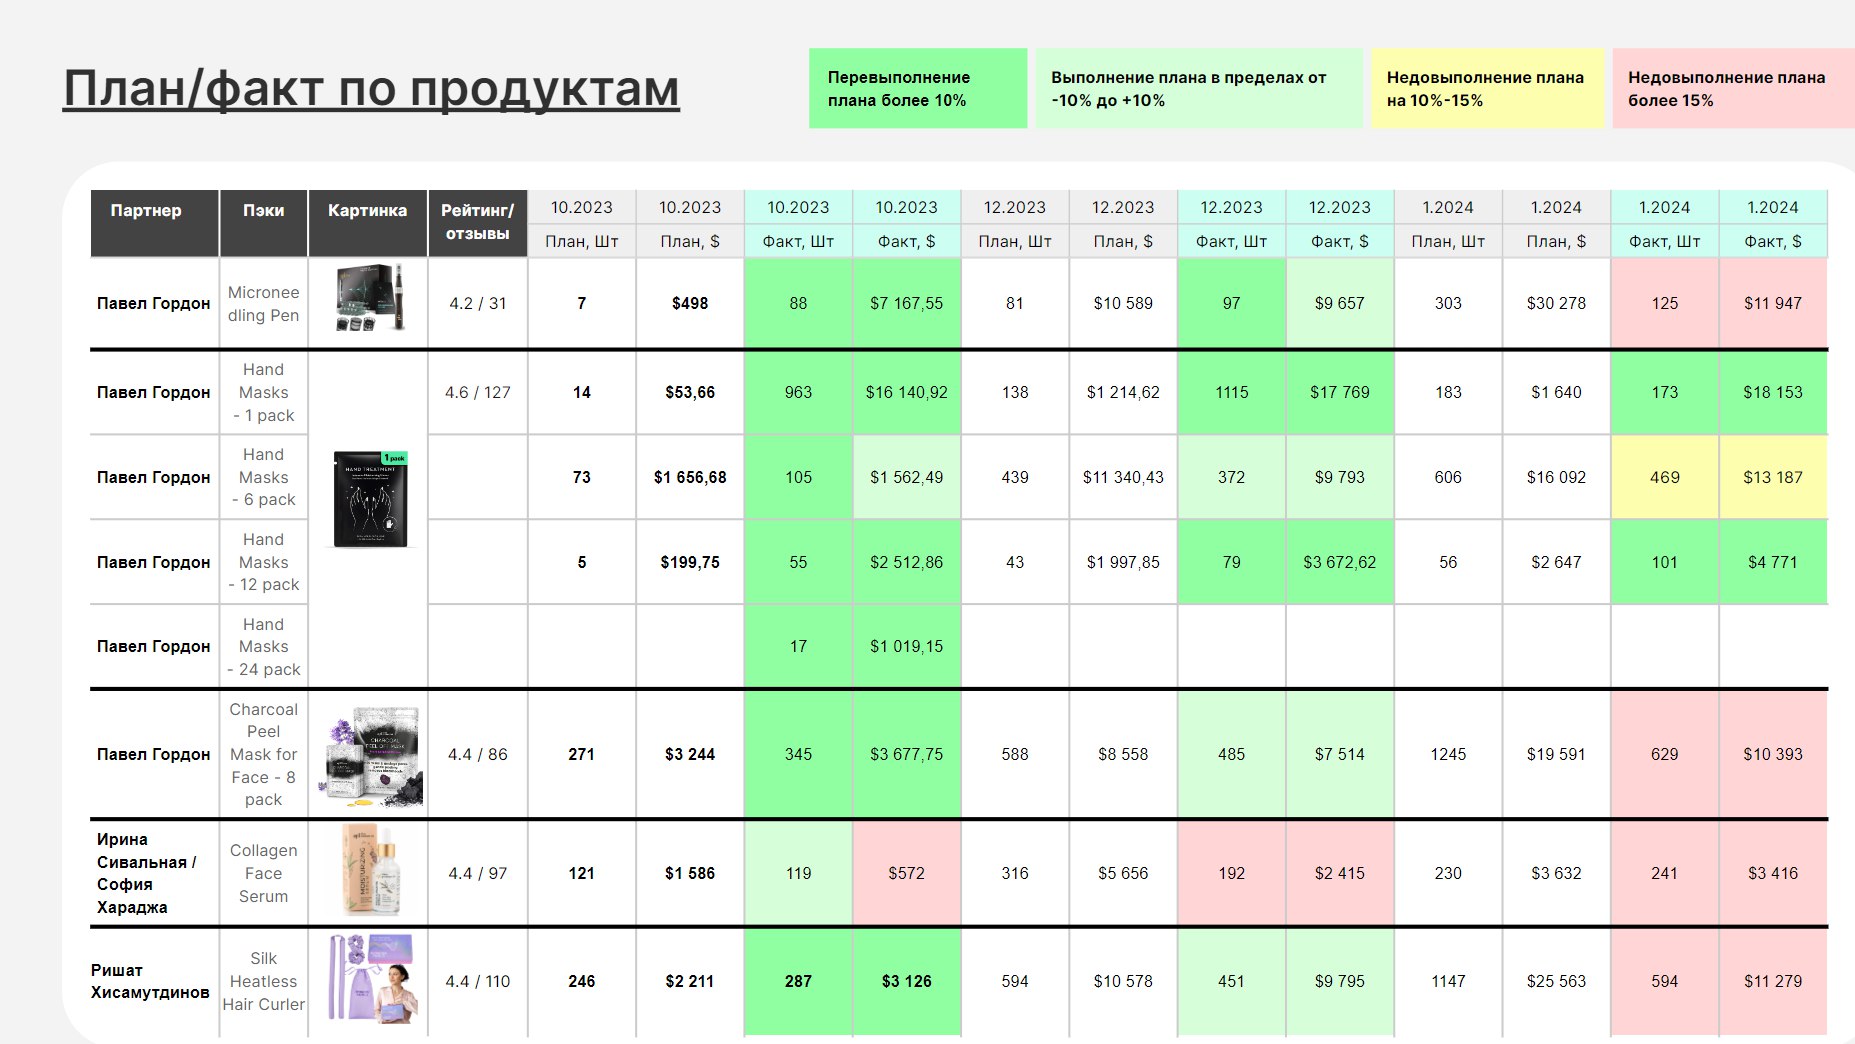 План/факт по продуктам
Перевыполнение
плана более 10%
Выполнение плана в пределах от
-10% до +10%
Недовыполнение плана
на 10%-15%
Недовыполнение плана
более 15%
Партнер Пэки Картинка Рейтинг/
отзывы
10.2023 10.2023 10.2023 10.2023 12.2023 12.2023 12.2023 12.2023 1.2024 1.2024 1.2024 1.2024
План, Шт План, $ Факт, Шт Факт, $ План, Шт План, $ Факт, Шт Факт, $ План, Шт План, $ Факт, Шт Факт, $
Павел Гордон
Micronee
dling Pen
4.2 / 31 7 $498 88 $7 167,55 81 $10 589 97 $9 657 303 $30 278 125 $11 947
Павел Гордон
Hand
Masks
- 1 pack
4.6 / 127 14 $53,66 963 $16 140,92 138 $1 214,62 1115 $17 769 183 $1 640 173 $18 153
Павел Гордон
Hand
Masks
- 6 pack
1 pack
HAND TREATMENT
73 $1 656,68 105 $1 562,49 439 $11 340,43 372 $9 793 606 $16 092 469 $13 187
Павел Гордон
Hand
Masks
- 12 pack
5 $199,75 55 $2 512,86 43 $1 997,85 79 $3 672,62 56 $2 647 101 $4 771
Павел Гордон
Hand
Masks
- 24 pack
17 $1 019,15
Павел Гордон
Charcoal
Peel
Mask for
Face - 8
pack
CHARCOAL
PEEL OFF MASK
4.4 / 86 271 $3 244 345 $3 677,75 588 $8 558 485 $7 514 1245 $19 591 629 $10 393
Ирина
Сивальная /
София
Хараджа
Collagen
Face
Serum
MOISTURIZING
4.4 / 97 121 $1 586 119 $572 316 $5 656 192 $2 415 230 $3 632 241 $3 416
Ришат
Хисамутдинов
Silk
Heatless
Hair Curler
4.4 / 110 246 $2 211 287 $3 126 594 $10 578 451 $9 795 1147 $25 563 594 $11 279